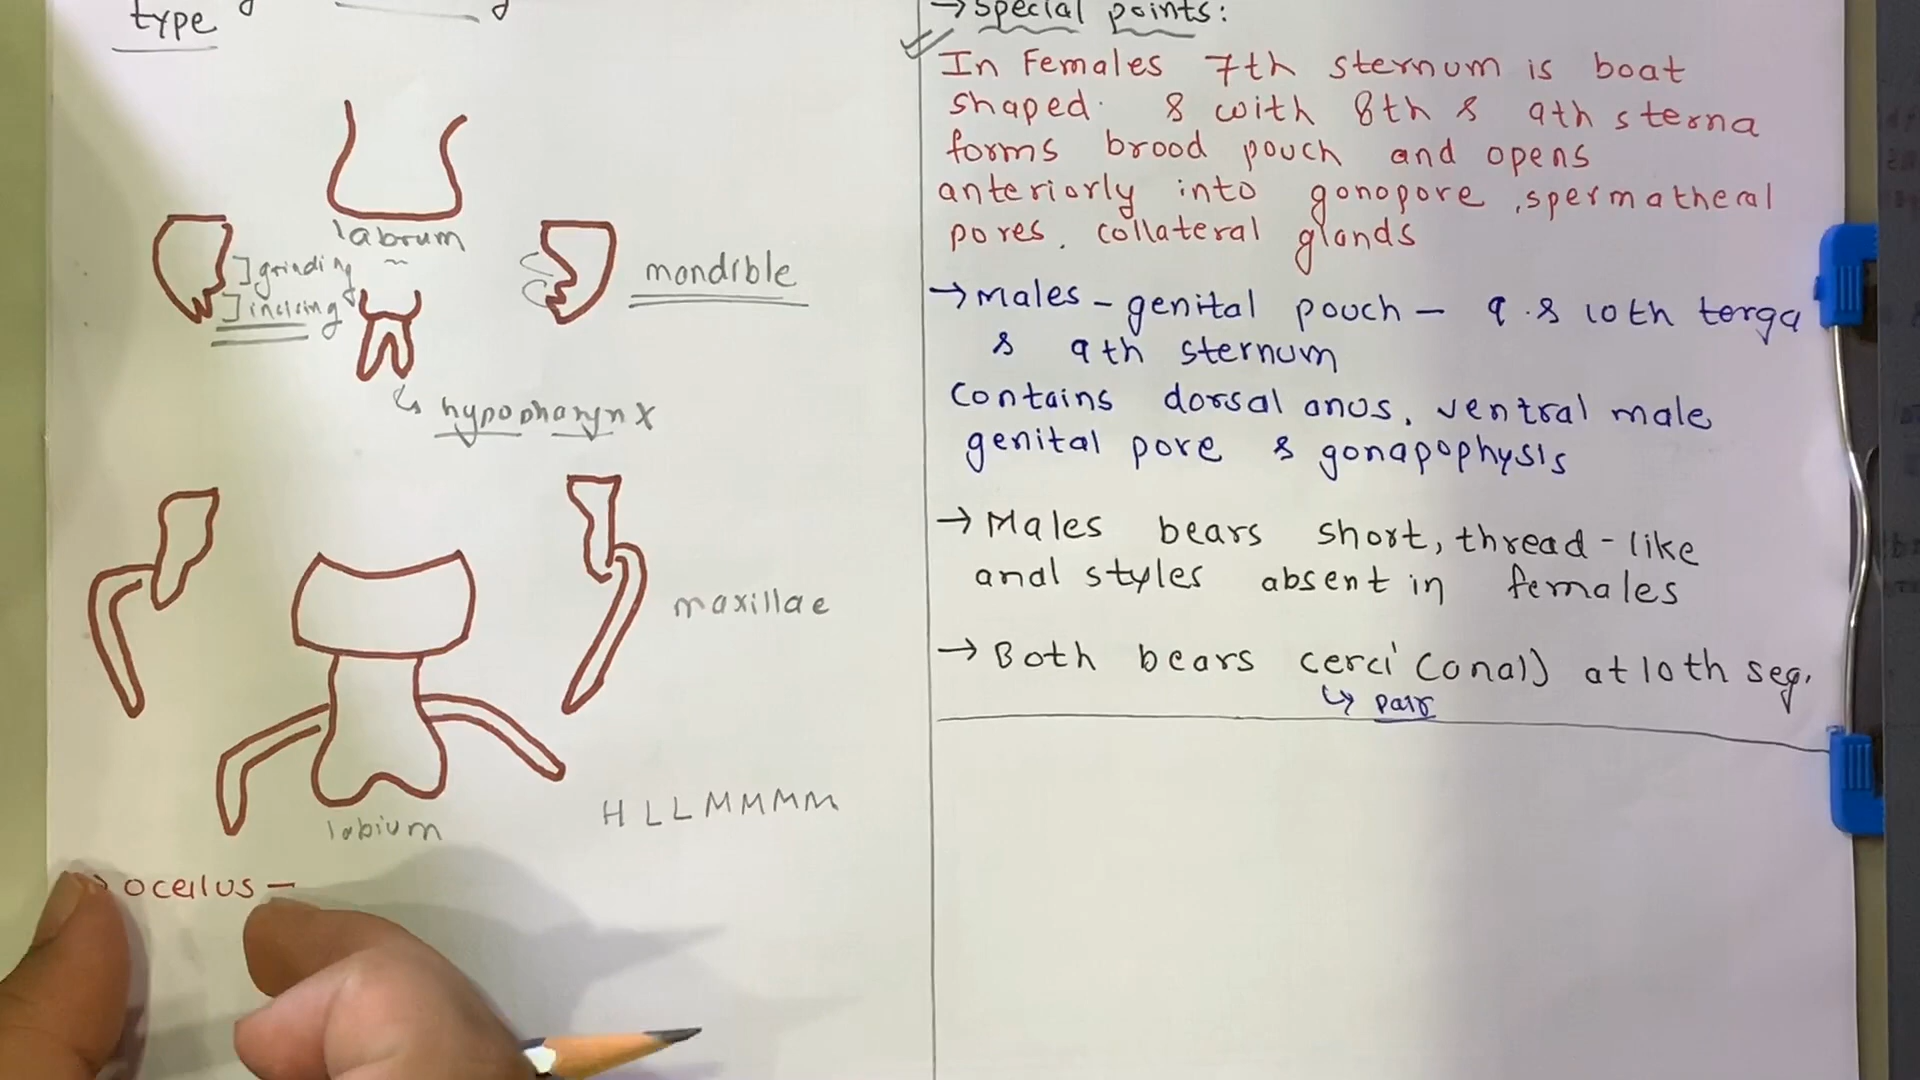 type
labrum
]grinding
]incising
mandible
hypopharynx
maxillae
labium
H L L M M M M
→ ocellus -
→ special points:
In Females 7th sternum is boat
shaped. & with 8th & 9th sterna
forms brood pouch and opens
anteriorly into gonopore, spermathecal
pores, collateral glands
→ Males - genital pouch - 9 & 10th terga
& 9th sternum
contains dorsal anus, ventral male
genital pore & gonapophysis
→ Males bears short, thread-like
anal styles absent in females
→ Both bears cerci (anal) at 10th seg.
↳ pair